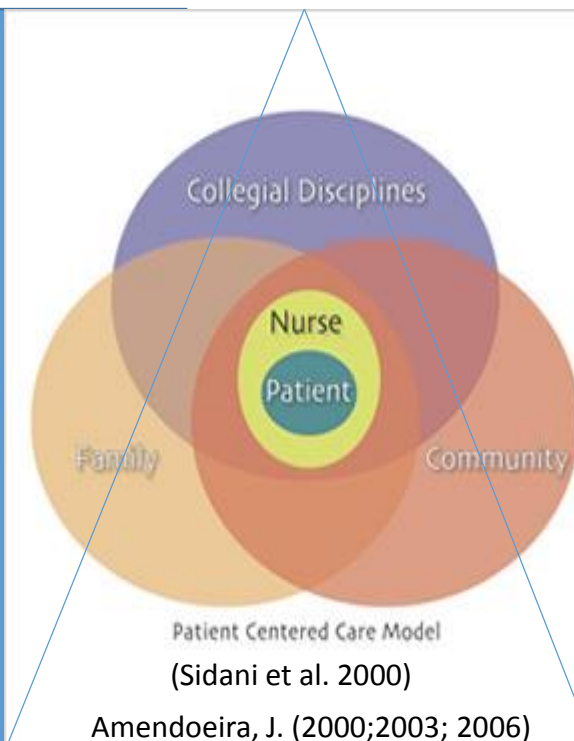 Collegial Disciplines
Nurse
Patient
Family
Community
Patient Centered Care Model
(Sidani et al. 2000)
Amendoeira, J. (2000;2003; 2006)